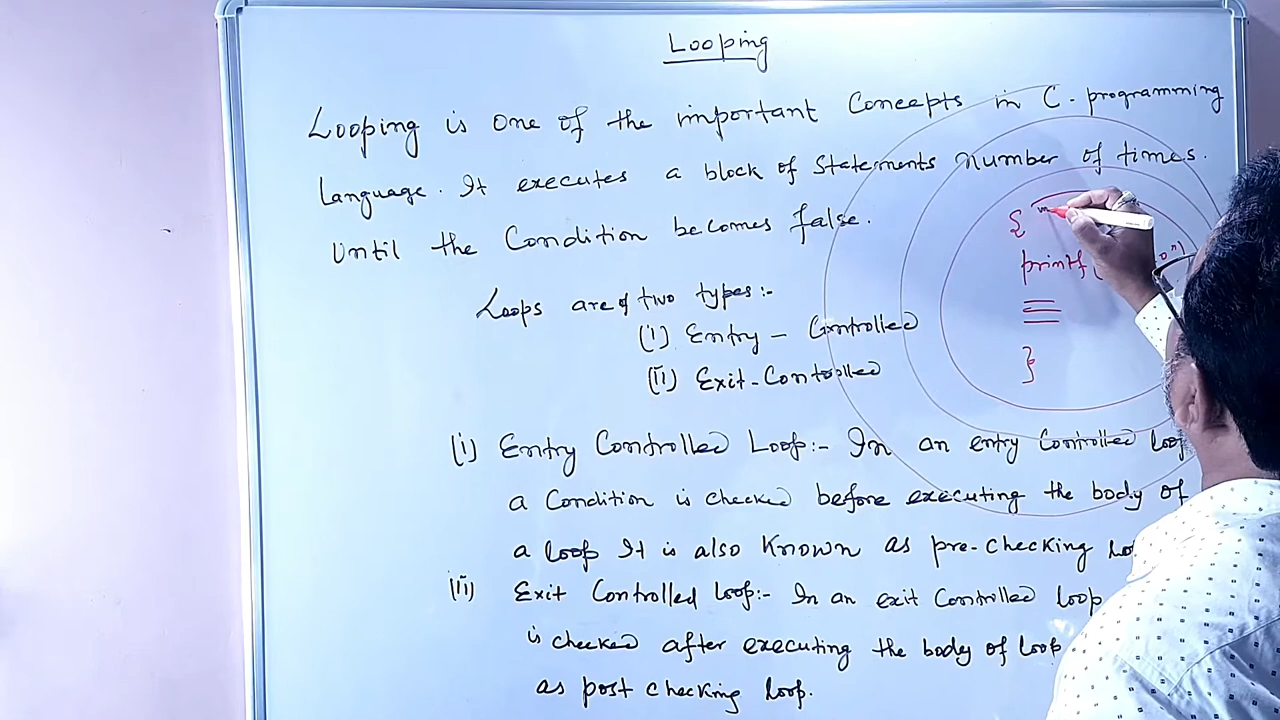 Looping
Looping is one of the important Concepts in C-programming
language. It executes a block of statements number of times.
until the Condition becomes false.
Loops are of two types:-
(i) Entry - Controlled
(ii) Exit-Controlled
{
printf(
}
(i) Entry Controlled Loop:- In an entry Controlled loop
a Condition is checked before executing the body of
a loop It is also known as pre-checking
(ii) Exit Controlled loop:- In an exit Controlled loop
is checked after executing the body of loop
as post checking loop.